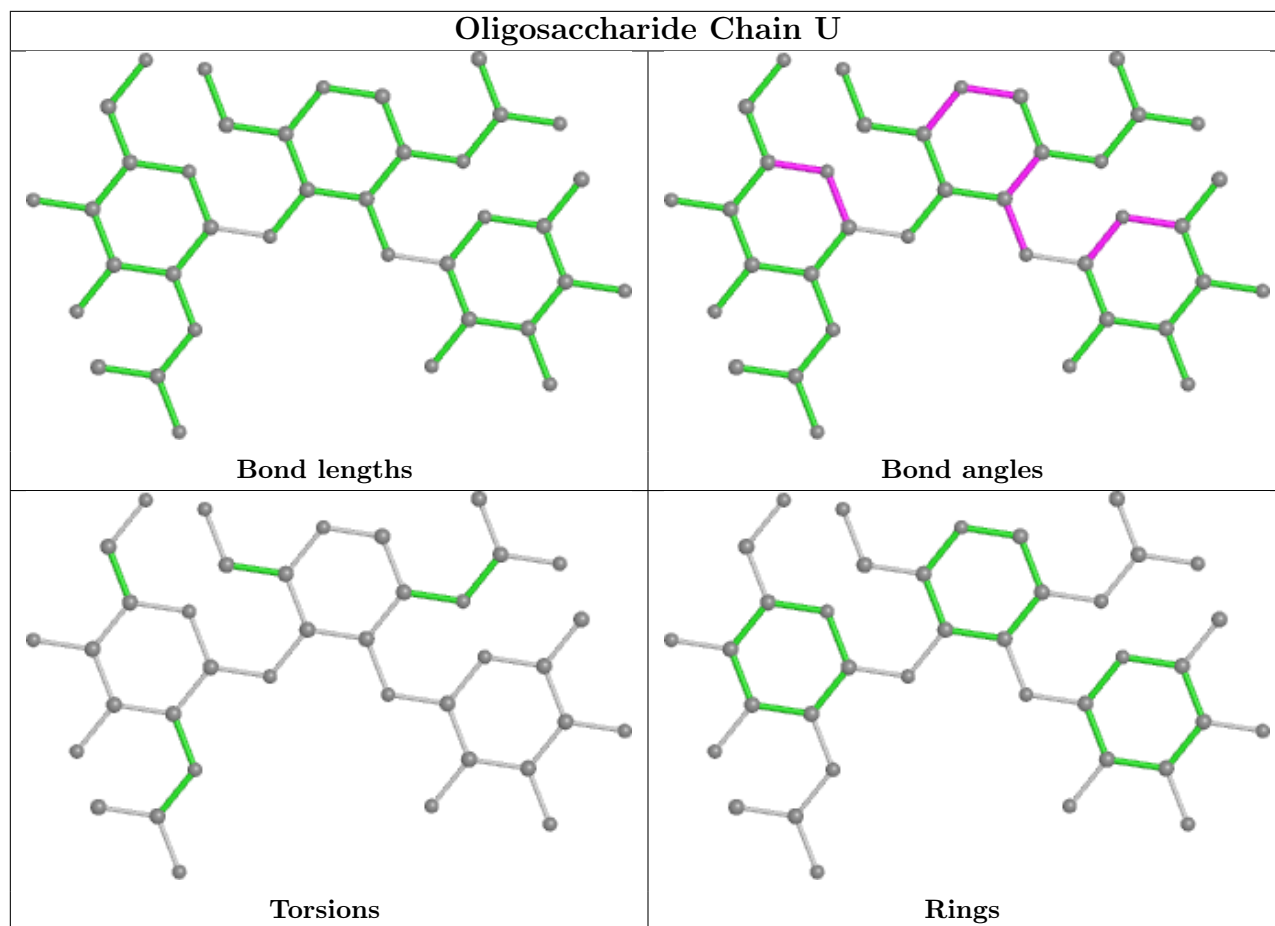 Oligosaccharide Chain U
Bond lengths
Bond angles
Torsions
Rings